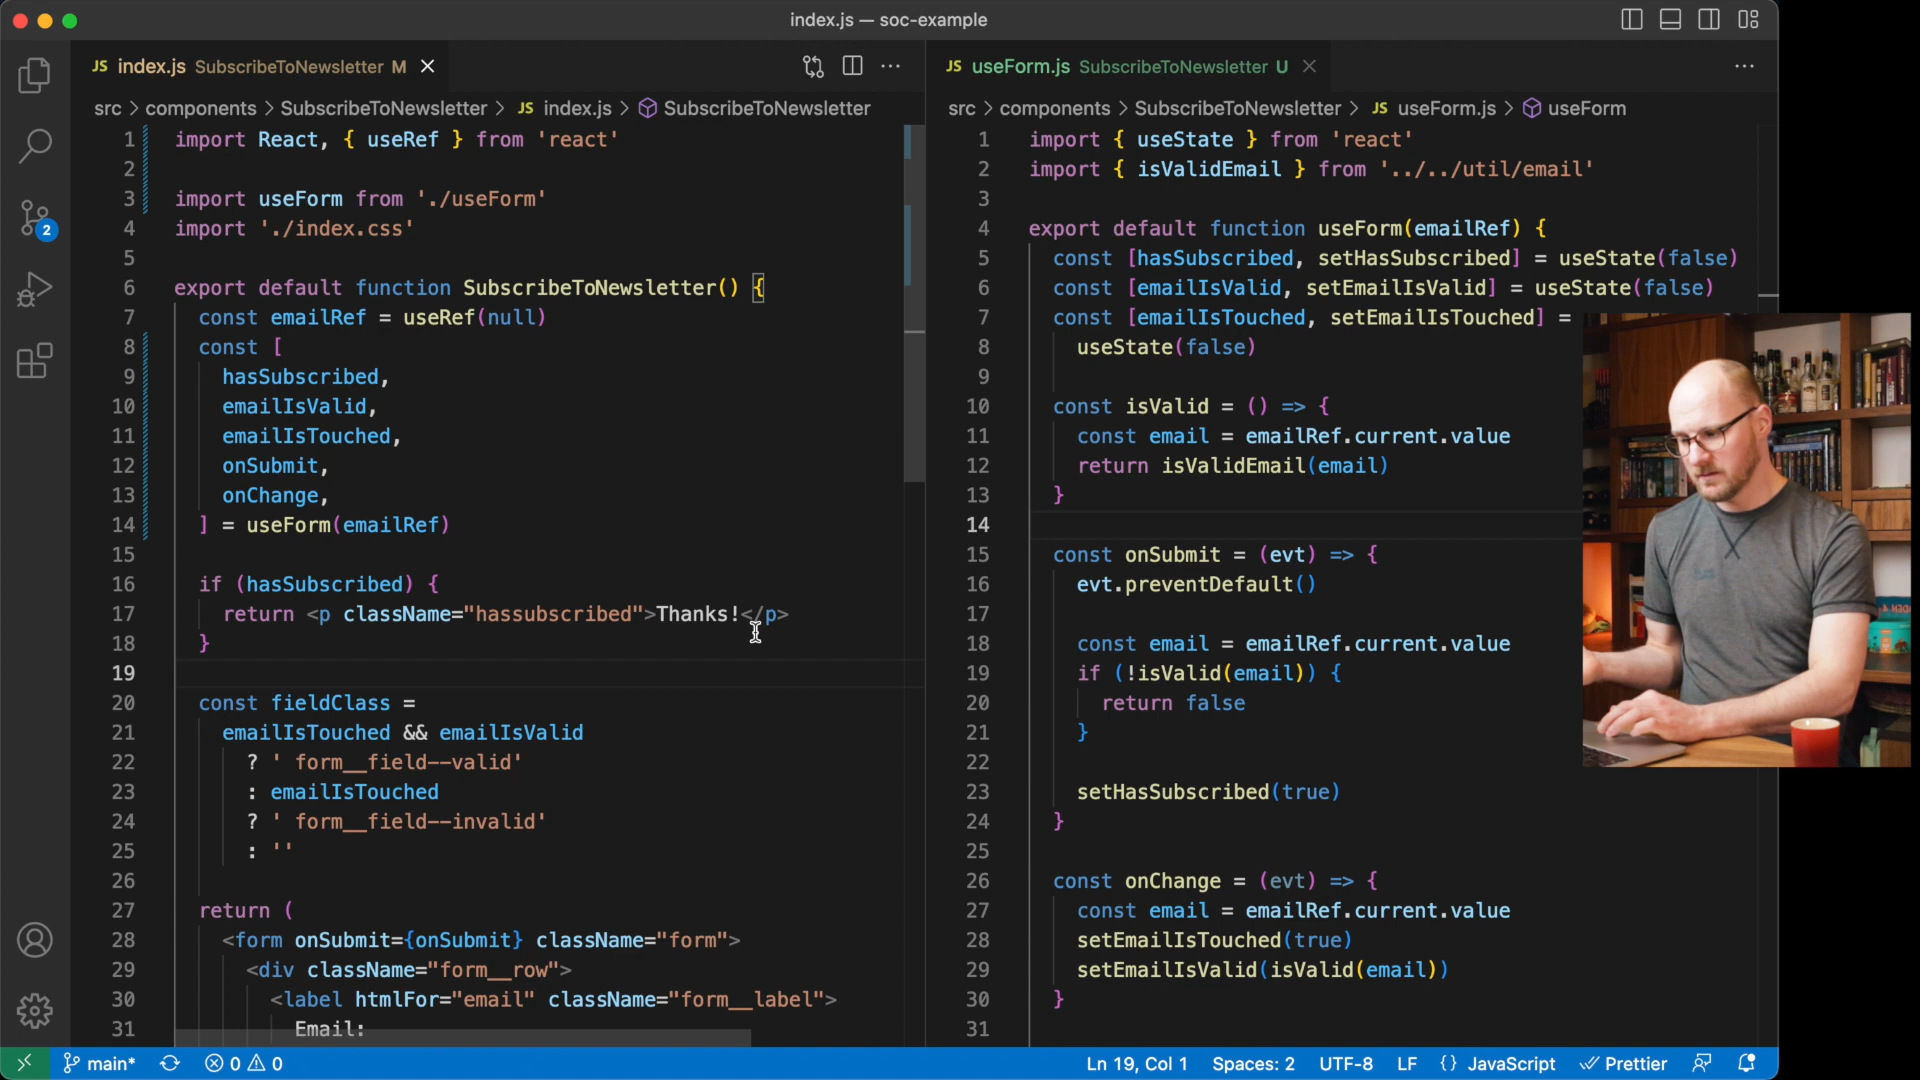 index.js — soc-example
JS index.js SubscribeToNewsletter M
src > components > SubscribeToNewsletter > JS index.js > SubscribeToNewsletter
1 import React, { useRef } from 'react'
2
3 import useForm from './useForm'
4 import './index.css'
5
6 export default function SubscribeToNewsletter() {
7 const emailRef = useRef(null)
8 const [
9 hasSubscribed,
10 emailIsValid,
11 emailIsTouched,
12 onSubmit,
13 onChange,
14 ] = useForm(emailRef)
15
16 if (hasSubscribed) {
17 return <p className="hassubscribed">Thanks!</p>
18 }
19
20 const fieldClass =
21 emailIsTouched && emailIsValid
22 ? ' form__field--valid'
23 : emailIsTouched
24 ? ' form__field--invalid'
25 : ''
26
27 return (
28 <form onSubmit={onSubmit} className="form">
29 <div className="form__row">
30 <label htmlFor="email" className="form__label">
31 Email:
JS useForm.js SubscribeToNewsletter U
src > components > SubscribeToNewsletter > JS useForm.js > useForm
1 import { useState } from 'react'
2 import { isValidEmail } from '../../util/email'
3
4 export default function useForm(emailRef) {
5 const [hasSubscribed, setHasSubscribed] = useState(false)
6 const [emailIsValid, setEmailIsValid] = useState(false)
7 const [emailIsTouched, setEmailIsTouched] =
8 useState(false)
9
10 const isValid = () => {
11 const email = emailRef.current.value
12 return isValidEmail(email)
13 }
14
15 const onSubmit = (evt) => {
16 evt.preventDefault()
17
18 const email = emailRef.current.value
19 if (!isValid(email)) {
20 return false
21 }
22
23 setHasSubscribed(true)
24 }
25
26 const onChange = (evt) => {
27 const email = emailRef.current.value
28 setEmailIsTouched(true)
29 setEmailIsValid(isValid(email))
30 }
31
2
main* 0 0 Ln 19, Col 1 Spaces: 2 UTF-8 LF {} JavaScript Prettier